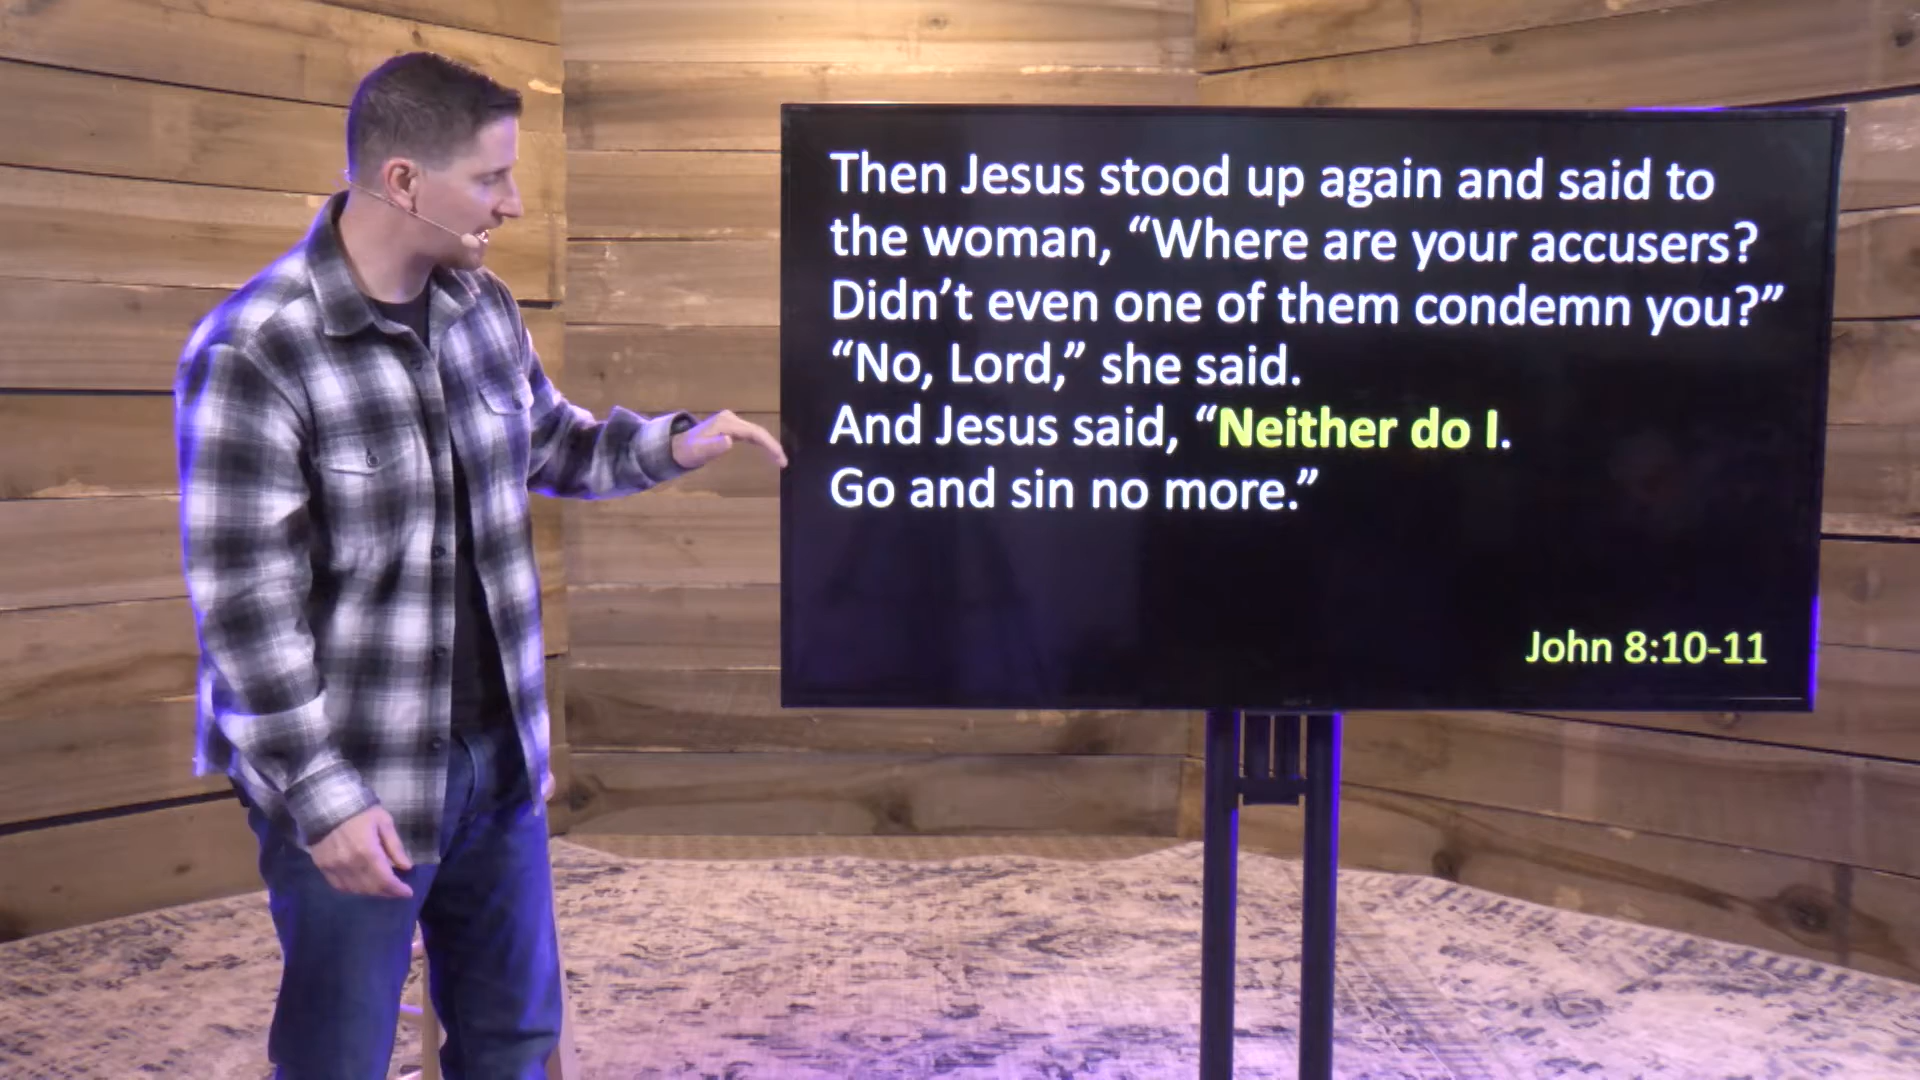 Then Jesus stood up again and said to
the woman, “Where are your accusers?
Didn’t even one of them condemn you?”
“No, Lord,” she said.
And Jesus said, “Neither do I.
Go and sin no more.”
John 8:10-11